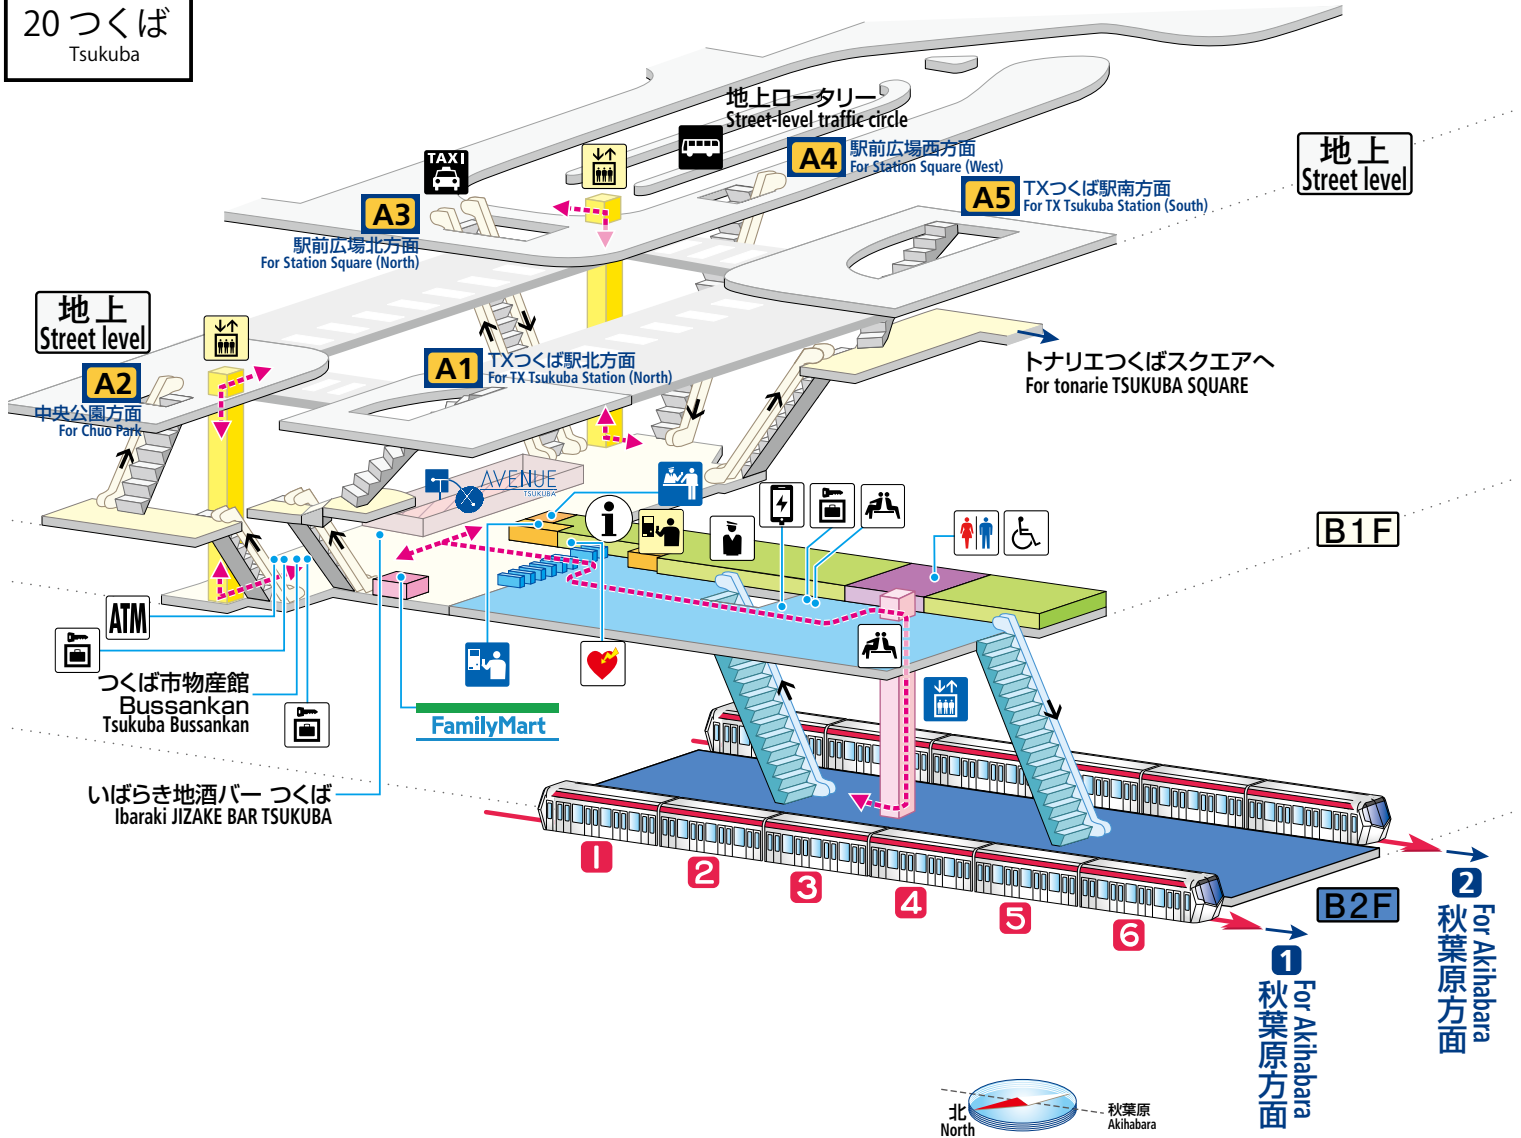 20 つくば
Tsukuba
地上ロータリー
Street-level traffic circle
TAXI
A4
駅前広場西方面
For Station Square (West)
地上
Street level
A3
駅前広場北方面
For Station Square (North)
A5
TXつくば駅南方面
For TX Tsukuba Station (South)
地上
Street level
A2
中央公園方面
For Chuo Park
A1
TXつくば駅北方面
For TX Tsukuba Station (North)
トナリエつくばスクエアへ
For tonarie TSUKUBA SQUARE
AVENUE
TSUKUBA
i
B1F
ATM
つくば市物産館
Bussankan
Tsukuba Bussankan
FamilyMart
いばらき地酒バー つくば
Ibaraki JIZAKE BAR TSUKUBA
1
2
3
4
5
6
B2F
2
秋葉原方面
For Akihabara
1
秋葉原方面
For Akihabara
北
North
秋葉原
Akihabara